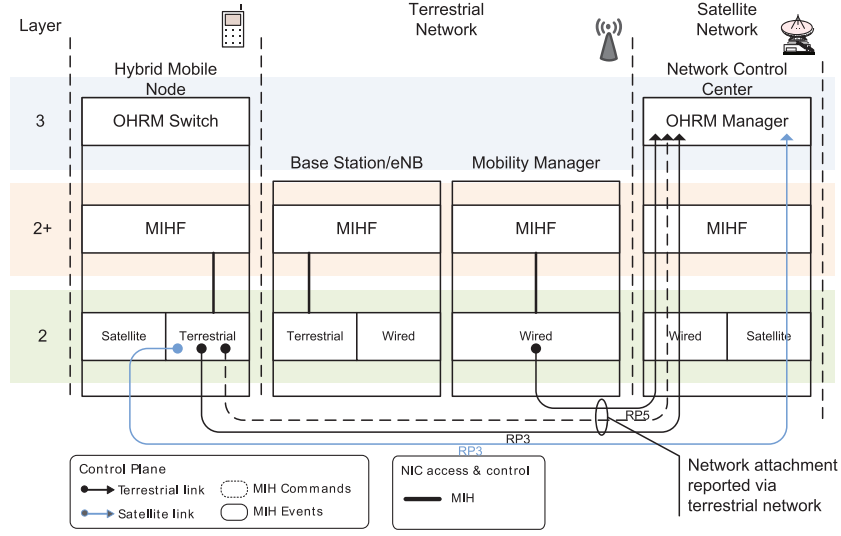 Layer
Terrestrial
Network
Satellite
Network
Hybrid Mobile
Node
Network Control
Center
3
OHRM Switch
OHRM Manager
Base Station/eNB
Mobility Manager
2+
MIHF
MIHF
MIHF
MIHF
2
Satellite
Terrestrial
Terrestrial
Wired
Wired
Wired
Satellite
RP5
RP3
RP3
Control Plane
Terrestrial link
MIH Commands
Satellite link
MIH Events
NIC access & control
MIH
Network attachment
reported via
terrestrial network